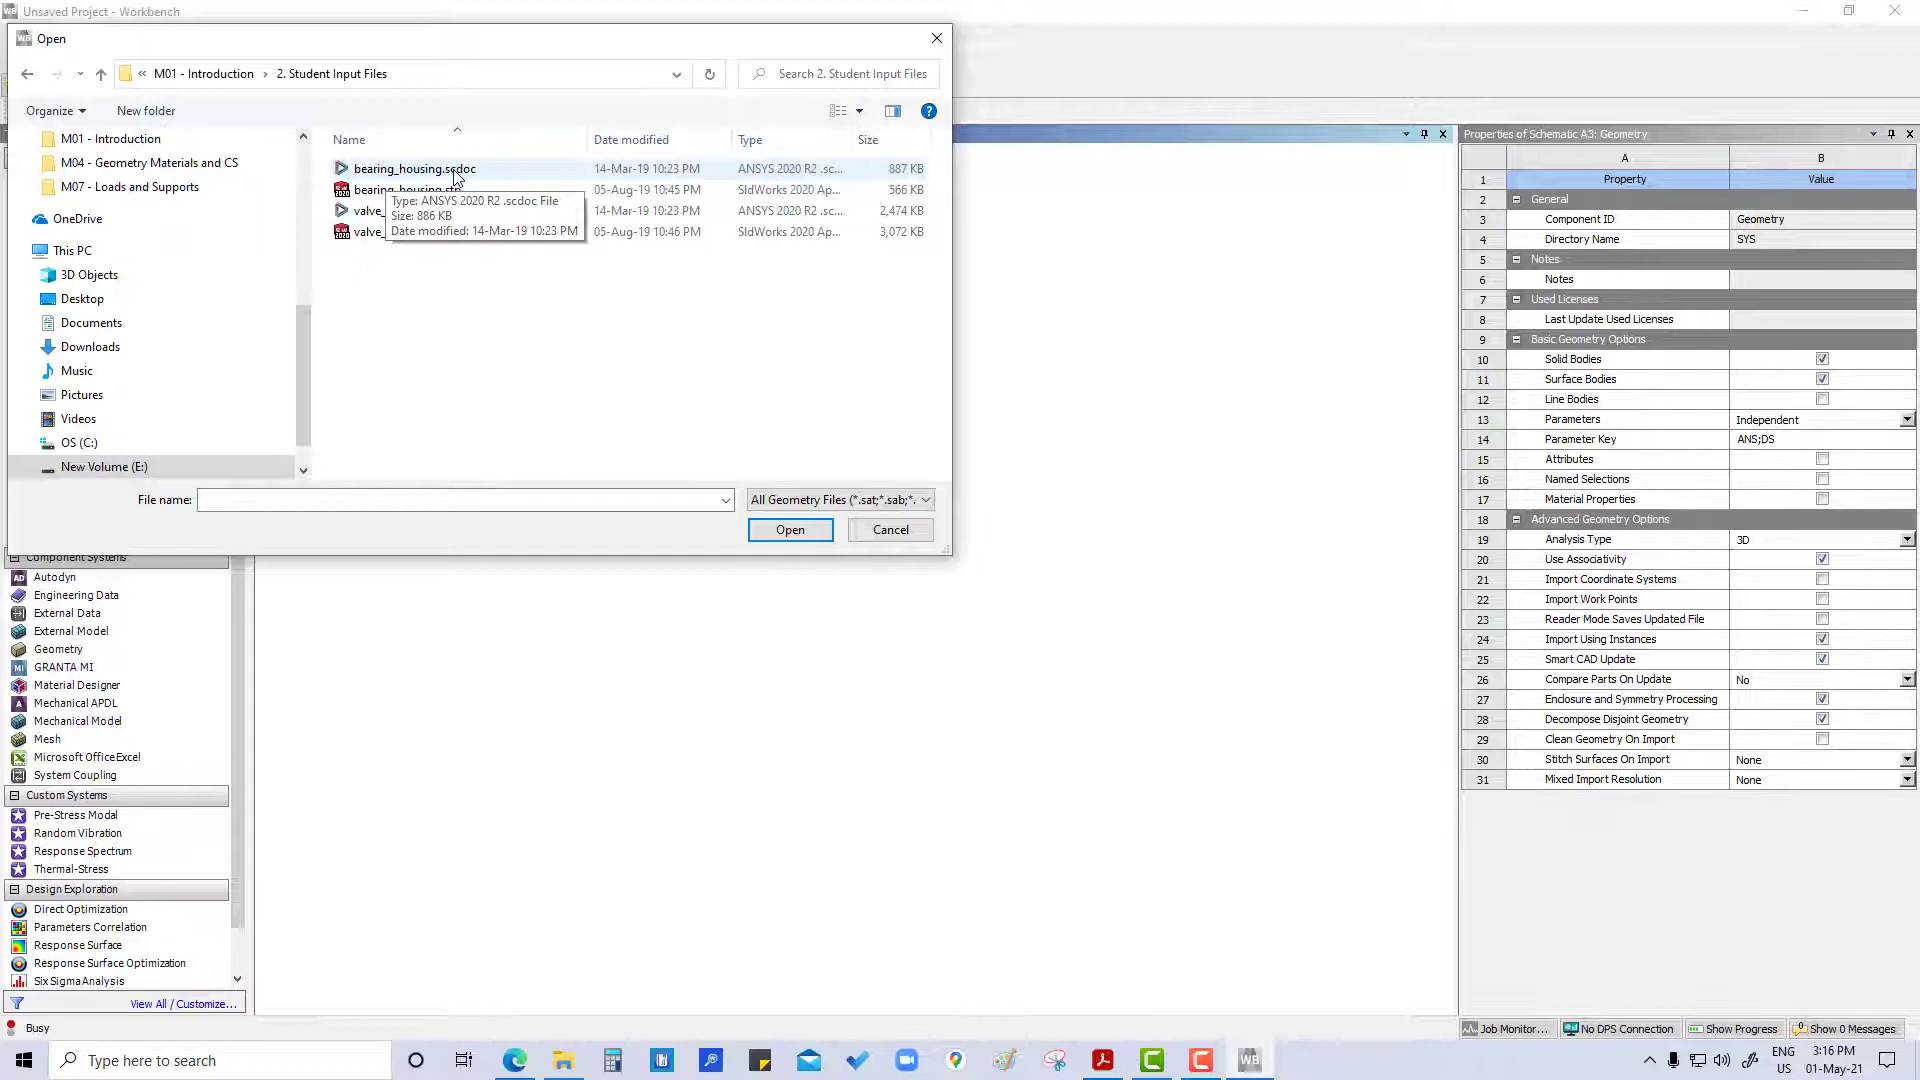 Unsaved Project - Workbench
Open
M01 - Introduction > 2. Student Input Files
Search 2. Student Input Files
Organize
New folder
Name
Date modified
Type
Size
M01 - Introduction
M04 - Geometry Materials and CS
M07 - Loads and Supports
OneDrive
This PC
3D Objects
Desktop
Documents
Downloads
Music
Pictures
Videos
OS (C:)
New Volume (E:)
bearing_housing.scdoc 14-Mar-19 10:23 PM ANSYS 2020 R2 .sc... 887 KB
bearing_housing.stp 05-Aug-19 10:45 PM SldWorks 2020 Ap... 566 KB
valve_ 14-Mar-19 10:23 PM ANSYS 2020 R2 .sc... 2,474 KB
valve_ 05-Aug-19 10:46 PM SldWorks 2020 Ap... 3,072 KB
Type: ANSYS 2020 R2 .scdoc File
Size: 886 KB
Date modified: 14-Mar-19 10:23 PM
File name:
All Geometry Files (*.sat;*.sab;*.
Open
Cancel
Component Systems
Autodyn
Engineering Data
External Data
External Model
Geometry
GRANTA MI
Material Designer
Mechanical APDL
Mechanical Model
Mesh
Microsoft Office Excel
System Coupling
Custom Systems
Pre-Stress Modal
Random Vibration
Response Spectrum
Thermal-Stress
Design Exploration
Direct Optimization
Parameters Correlation
Response Surface
Response Surface Optimization
Six Sigma Analysis
View All / Customize...
Properties of Schematic A3: Geometry
A B
1 Property Value
2 General
3 Component ID Geometry
4 Directory Name SYS
5 Notes
6 Notes
7 Used Licenses
8 Last Update Used Licenses
9 Basic Geometry Options
10 Solid Bodies
11 Surface Bodies
12 Line Bodies
13 Parameters Independent
14 Parameter Key ANS;DS
15 Attributes
16 Named Selections
17 Material Properties
18 Advanced Geometry Options
19 Analysis Type 3D
20 Use Associativity
21 Import Coordinate Systems
22 Import Work Points
23 Reader Mode Saves Updated File
24 Import Using Instances
25 Smart CAD Update
26 Compare Parts On Update No
27 Enclosure and Symmetry Processing
28 Decompose Disjoint Geometry
29 Clean Geometry On Import
30 Stitch Surfaces On Import None
31 Mixed Import Resolution None
Busy
Job Monitor...
No DPS Connection
Show Progress
Show 0 Messages
Type here to search
ENG
US
3:16 PM
01-May-21